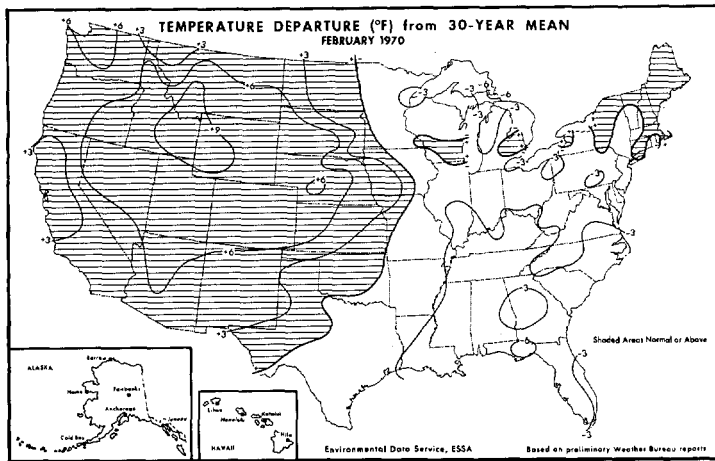 TEMPERATURE DEPARTURE (°F) from 30-YEAR MEAN
FEBRUARY 1970
+6
+6
+3
+3
+6
+9
+3
+6
+3
+6
+3
-3
-6
-3
-6
-3
-3
-3
-3
-3
-3
Shaded Areas Normal or Above
ALASKA
Barrow
Nome
Fairbanks
Anchorage
Juneau
Cold Bay
Lihue
Honolulu
Kahului
Hilo
HAWAII
Environmental Data Service, ESSA
Based on preliminary Weather Bureau reports